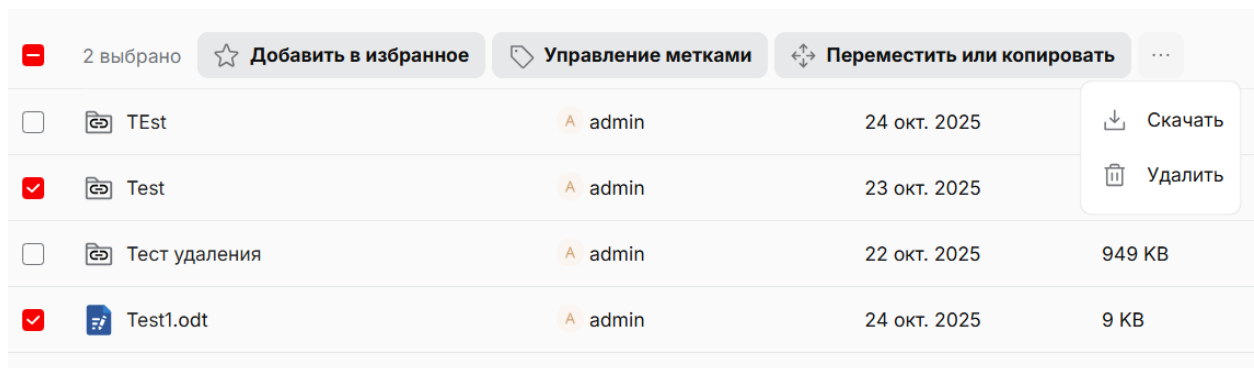 2 выбрано Добавить в избранное Управление метками Переместить или копировать ...
TEst A admin 24 окт. 2025 Скачать
Test A admin 23 окт. 2025 Удалить
Тест удаления A admin 22 окт. 2025 949 KB
Test1.odt A admin 24 окт. 2025 9 KB